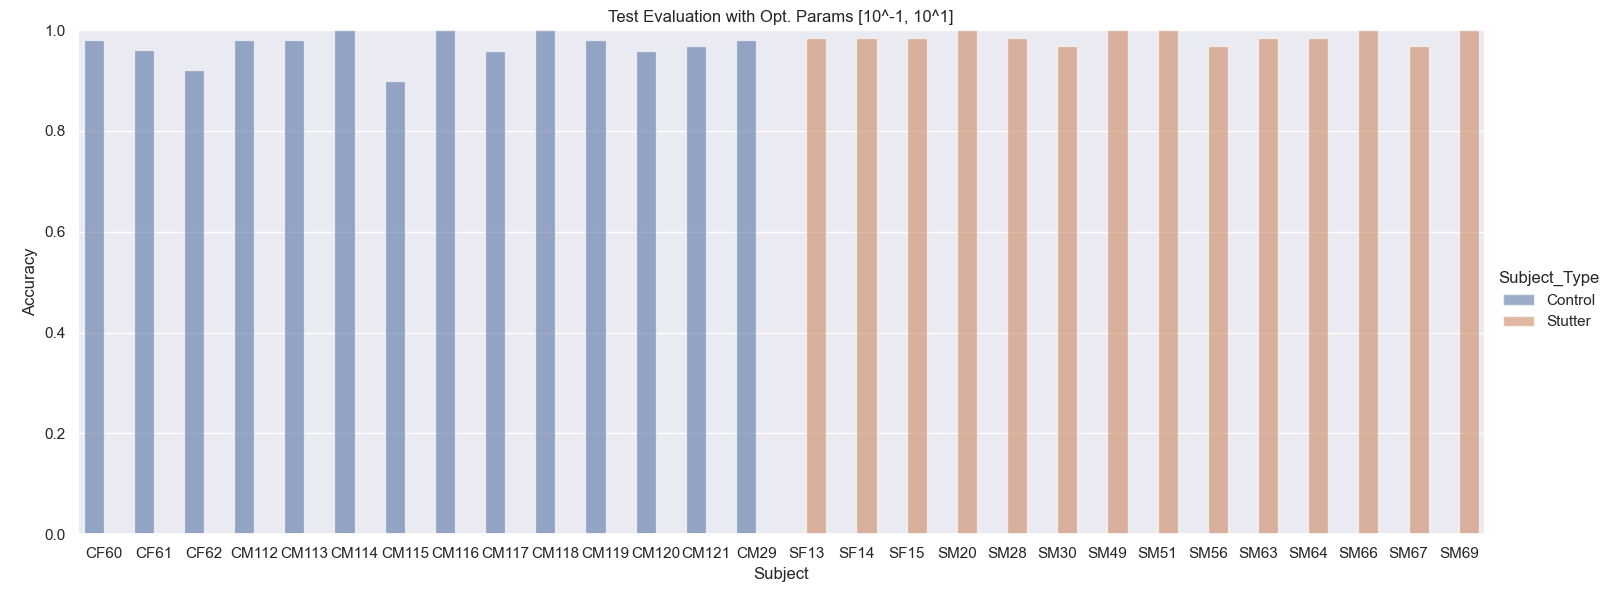 Test Evaluation with Opt. Params [10^-1, 10^1]
1.0
0.8
0.6
0.4
0.2
0.0
Accuracy
CF60 CF61 CF62 CM112 CM113 CM114 CM115 CM116 CM117 CM118 CM119 CM120 CM121 CM29 SF13 SF14 SF15 SM20 SM28 SM30 SM49 SM51 SM56 SM63 SM64 SM66 SM67 SM69
Subject
Subject_Type
Control
Stutter